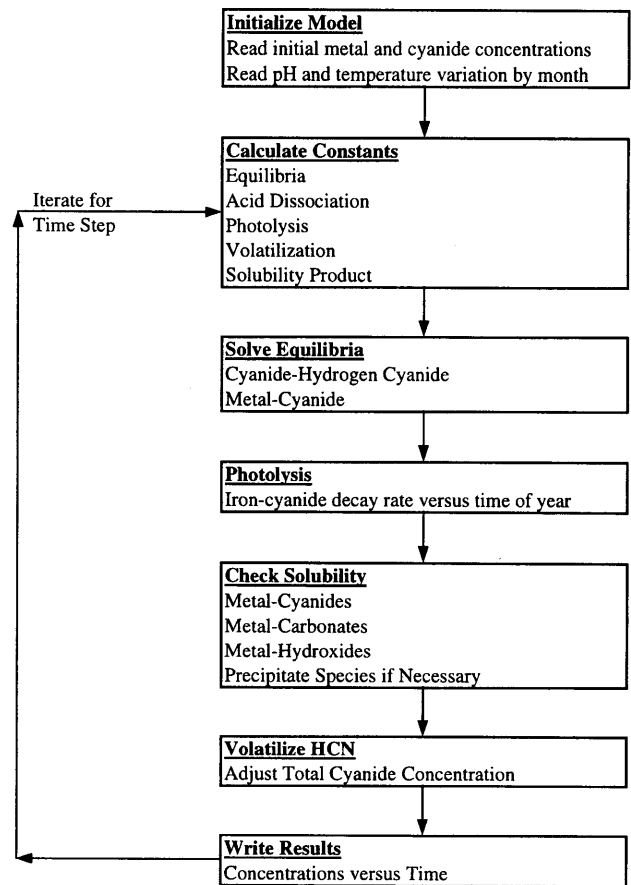 Initialize Model
Read initial metal and cyanide concentrations
Read pH and temperature variation by month
Calculate Constants
Equilibria
Acid Dissociation
Photolysis
Volatilization
Solubility Product
Iterate for
Time Step
Solve Equilibria
Cyanide-Hydrogen Cyanide
Metal-Cyanide
Photolysis
Iron-cyanide decay rate versus time of year
Check Solubility
Metal-Cyanides
Metal-Carbonates
Metal-Hydroxides
Precipitate Species if Necessary
Volatilize HCN
Adjust Total Cyanide Concentration
Write Results
Concentrations versus Time